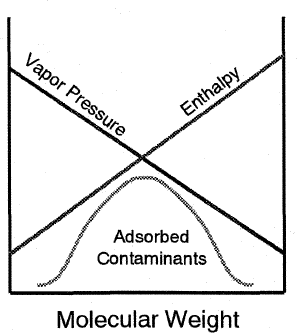 Vapor Pressure
Enthalpy
Adsorbed
Contaminants
Molecular Weight